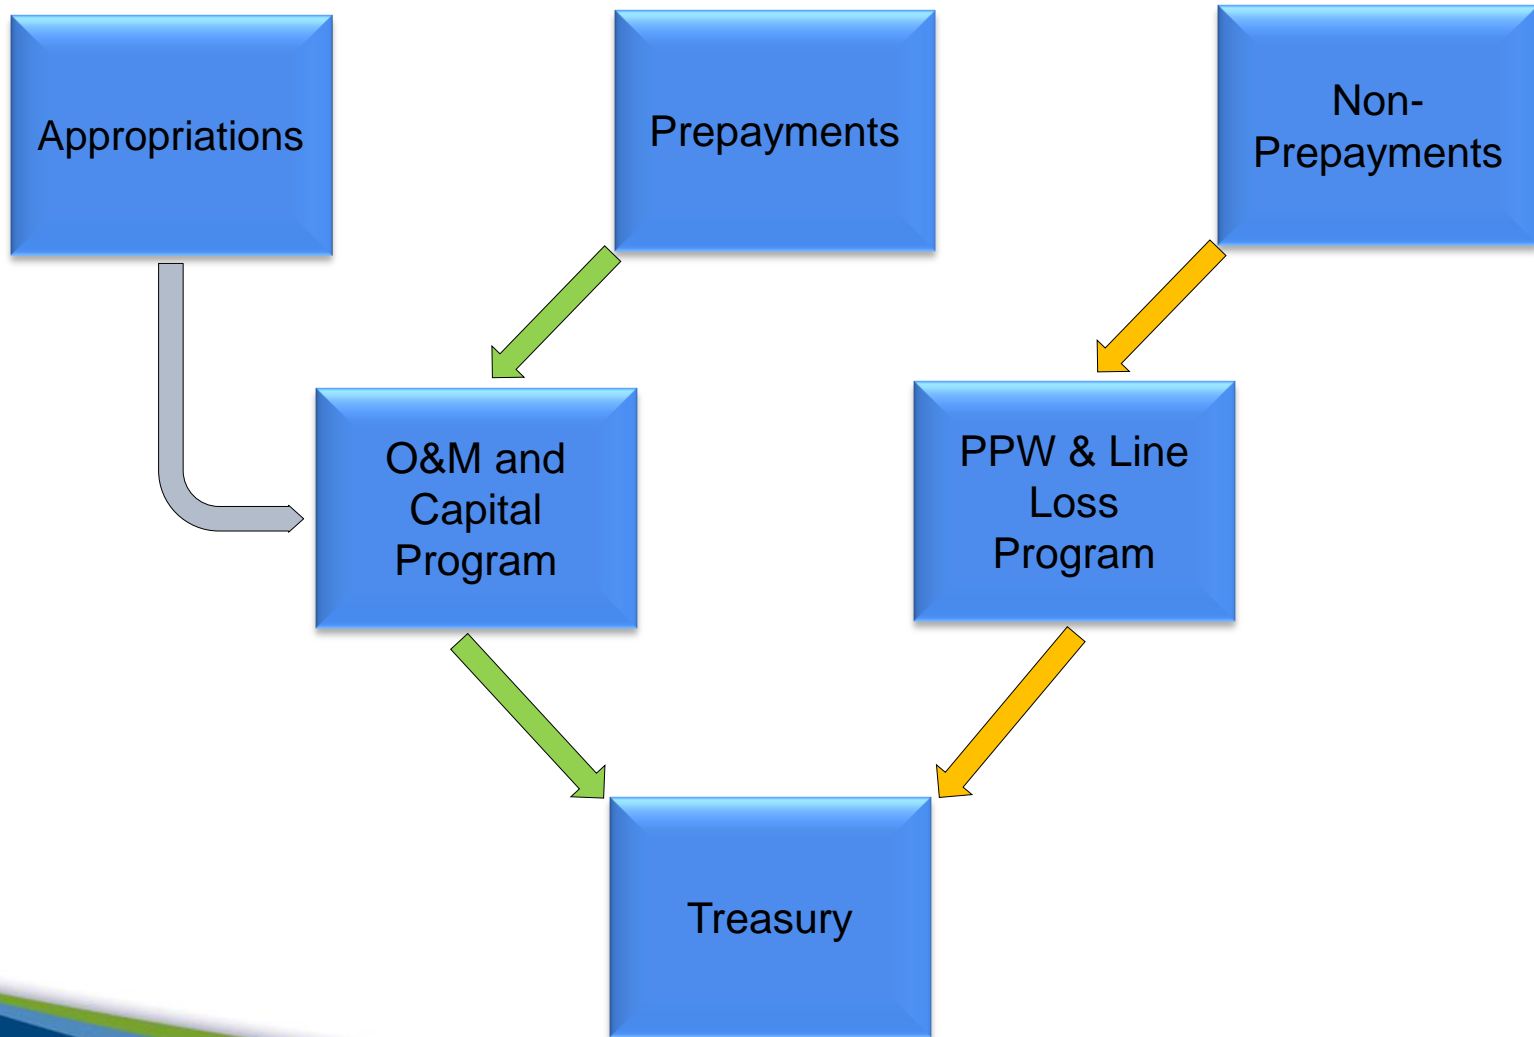 Appropriations
Prepayments
Non-
Prepayments
O&M and
Capital
Program
PPW & Line
Loss
Program
Treasury